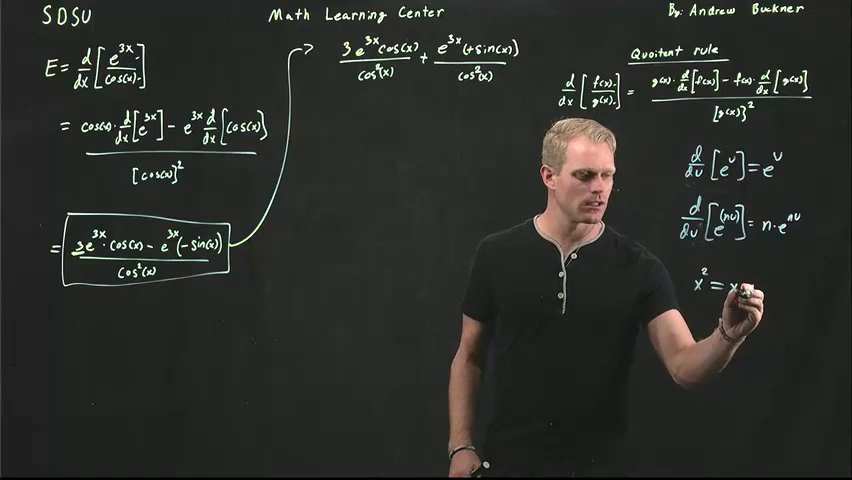 SDSU
Math Learning Center
By: Andrew Buckner
E = d/dx [e^{3x}/cos(x)]
= cos(x)· d/dx [e^{3x}] - e^{3x} d/dx [cos(x)] / [cos(x)]^2
= 3e^{3x}·cos(x) - e^{3x}(-sin(x)) / cos^2(x)
3e^{3x} cos(x) / cos^2(x) + e^{3x}(+sin(x)) / cos^2(x)
Quoitent rule
d/dx [f(x)/g(x)] = g(x)· d/dx [f(x)] - f(x)· d/dx [g(x)] / [g(x)]^2
d/du [e^u] = e^u
d/du [e^{(nu)}] = n·e^{nu}
x^2 = x